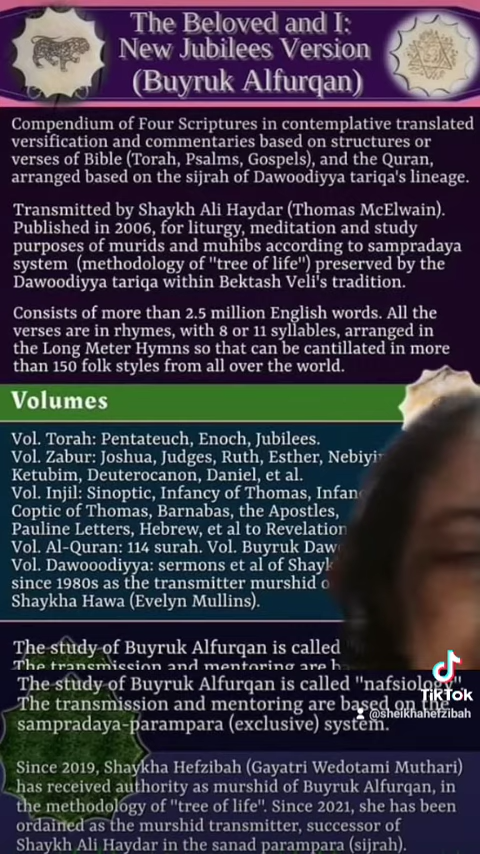 The Beloved and I:
New Jubilees Version
(Buyruk Alfurqan)
Compendium of Four Scriptures in contemplative translated
versification and commentaries based on structures or
verses of Bible (Torah, Psalms, Gospels), and the Quran,
arranged based on the sijrah of Dawoodiyya tariqa's lineage.
Transmitted by Shaykh Ali Haydar (Thomas McElwain).
Published in 2006, for liturgy, meditation and study
purposes of murids and muhibs according to sampradaya
system (methodology of "tree of life") preserved by the
Dawoodiyya tariqa within Bektash Veli's tradition.
Consists of more than 2.5 million English words. All the
verses are in rhymes, with 8 or 11 syllables, arranged in
the Long Meter Hymns so that can be cantillated in more
than 150 folk styles from all over the world.
Volumes
Vol. Torah: Pentateuch, Enoch, Jubilees.
Vol. Zabur: Joshua, Judges, Ruth, Esther,
Ketubim, Deuterocanon, Daniel, et al.
Vol. Injil: Sinoptic, Infancy of Thomas,
Coptic of Thomas, Barnabas, the Apostles,
Pauline Letters, Hebrew, et al to Revelation
Vol. Al-Quran: 114 surah. Vol. Buyruk
Vol. Dawooodiyya: sermons et al of
since 1980s as the transmitter murshid
Shaykha Hawa (Evelyn Mullins).
The study of Buyruk Alfurqan is called
The transmission and mentoring are
The study of Buyruk Alfurqan is called "nafsiology".
The transmission and mentoring are based on the
sampradaya-parampara (exclusive) system.
TikTok
@sheikhahefzibah
Since 2019, Shaykha Hefzibah (Gayatri Wedotami Muthari)
has received authority as murshid of Buyruk Alfurqan, in
the methodology of "tree of life". Since 2021, she has been
ordained as the murshid transmitter, successor of
Shaykh Ali Haydar in the sanad parampara (sijrah).